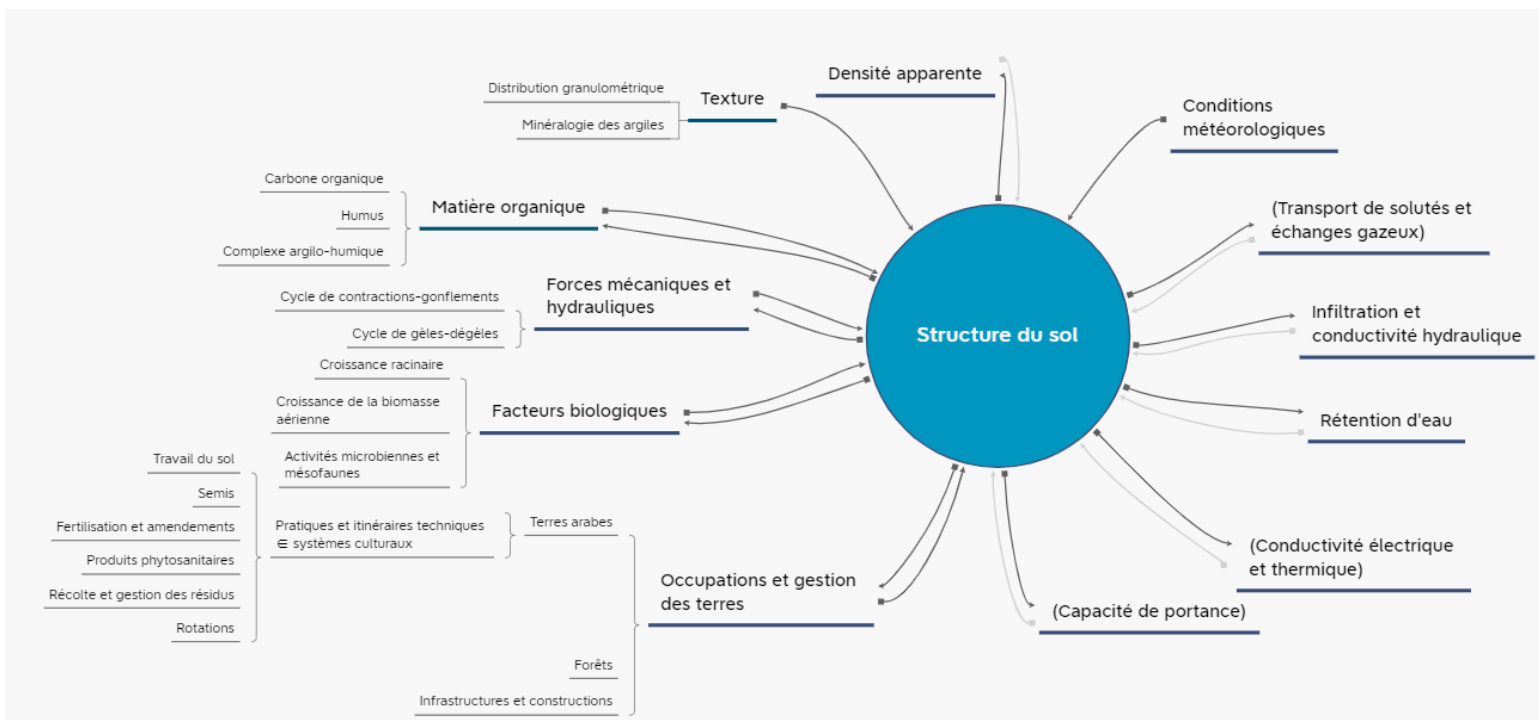 Densité apparente
Distribution granulométrique
Texture
Minéralogie des argiles
Conditions
météorologiques
Carbone organique
Humus
Matière organique
Complexe argilo-humique
(Transport de solutés et
échanges gazeux)
Forces mécaniques et
hydrauliques
Cycle de contractions-gonflements
Cycle de gèles-dégèles
Structure du sol
Infiltration et
conductivité hydraulique
Croissance racinaire
Croissance de la biomasse
aérienne
Facteurs biologiques
Activités microbiennes et
mésofaunes
Rétention d'eau
Travail du sol
Semis
Fertilisation et amendements
Produits phytosanitaires
Récolte et gestion des résidus
Rotations
Pratiques et itinéraires techniques
∈ systèmes culturaux
Terres arabes
Occupations et gestion
des terres
(Conductivité électrique
et thermique)
(Capacité de portance)
Forêts
Infrastructures et constructions